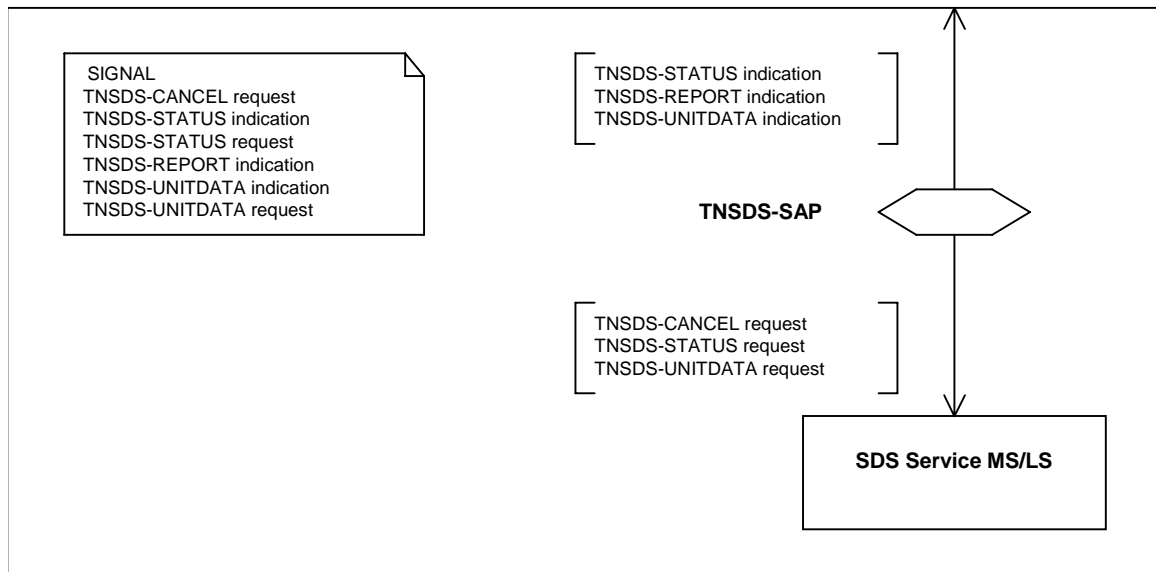 SIGNAL
TNSDS-CANCEL request
TNSDS-STATUS indication
TNSDS-STATUS request
TNSDS-REPORT indication
TNSDS-UNITDATA indication
TNSDS-UNITDATA request
TNSDS-STATUS indication
TNSDS-REPORT indication
TNSDS-UNITDATA indication
TNSDS-SAP
TNSDS-CANCEL request
TNSDS-STATUS request
TNSDS-UNITDATA request
SDS Service MS/LS